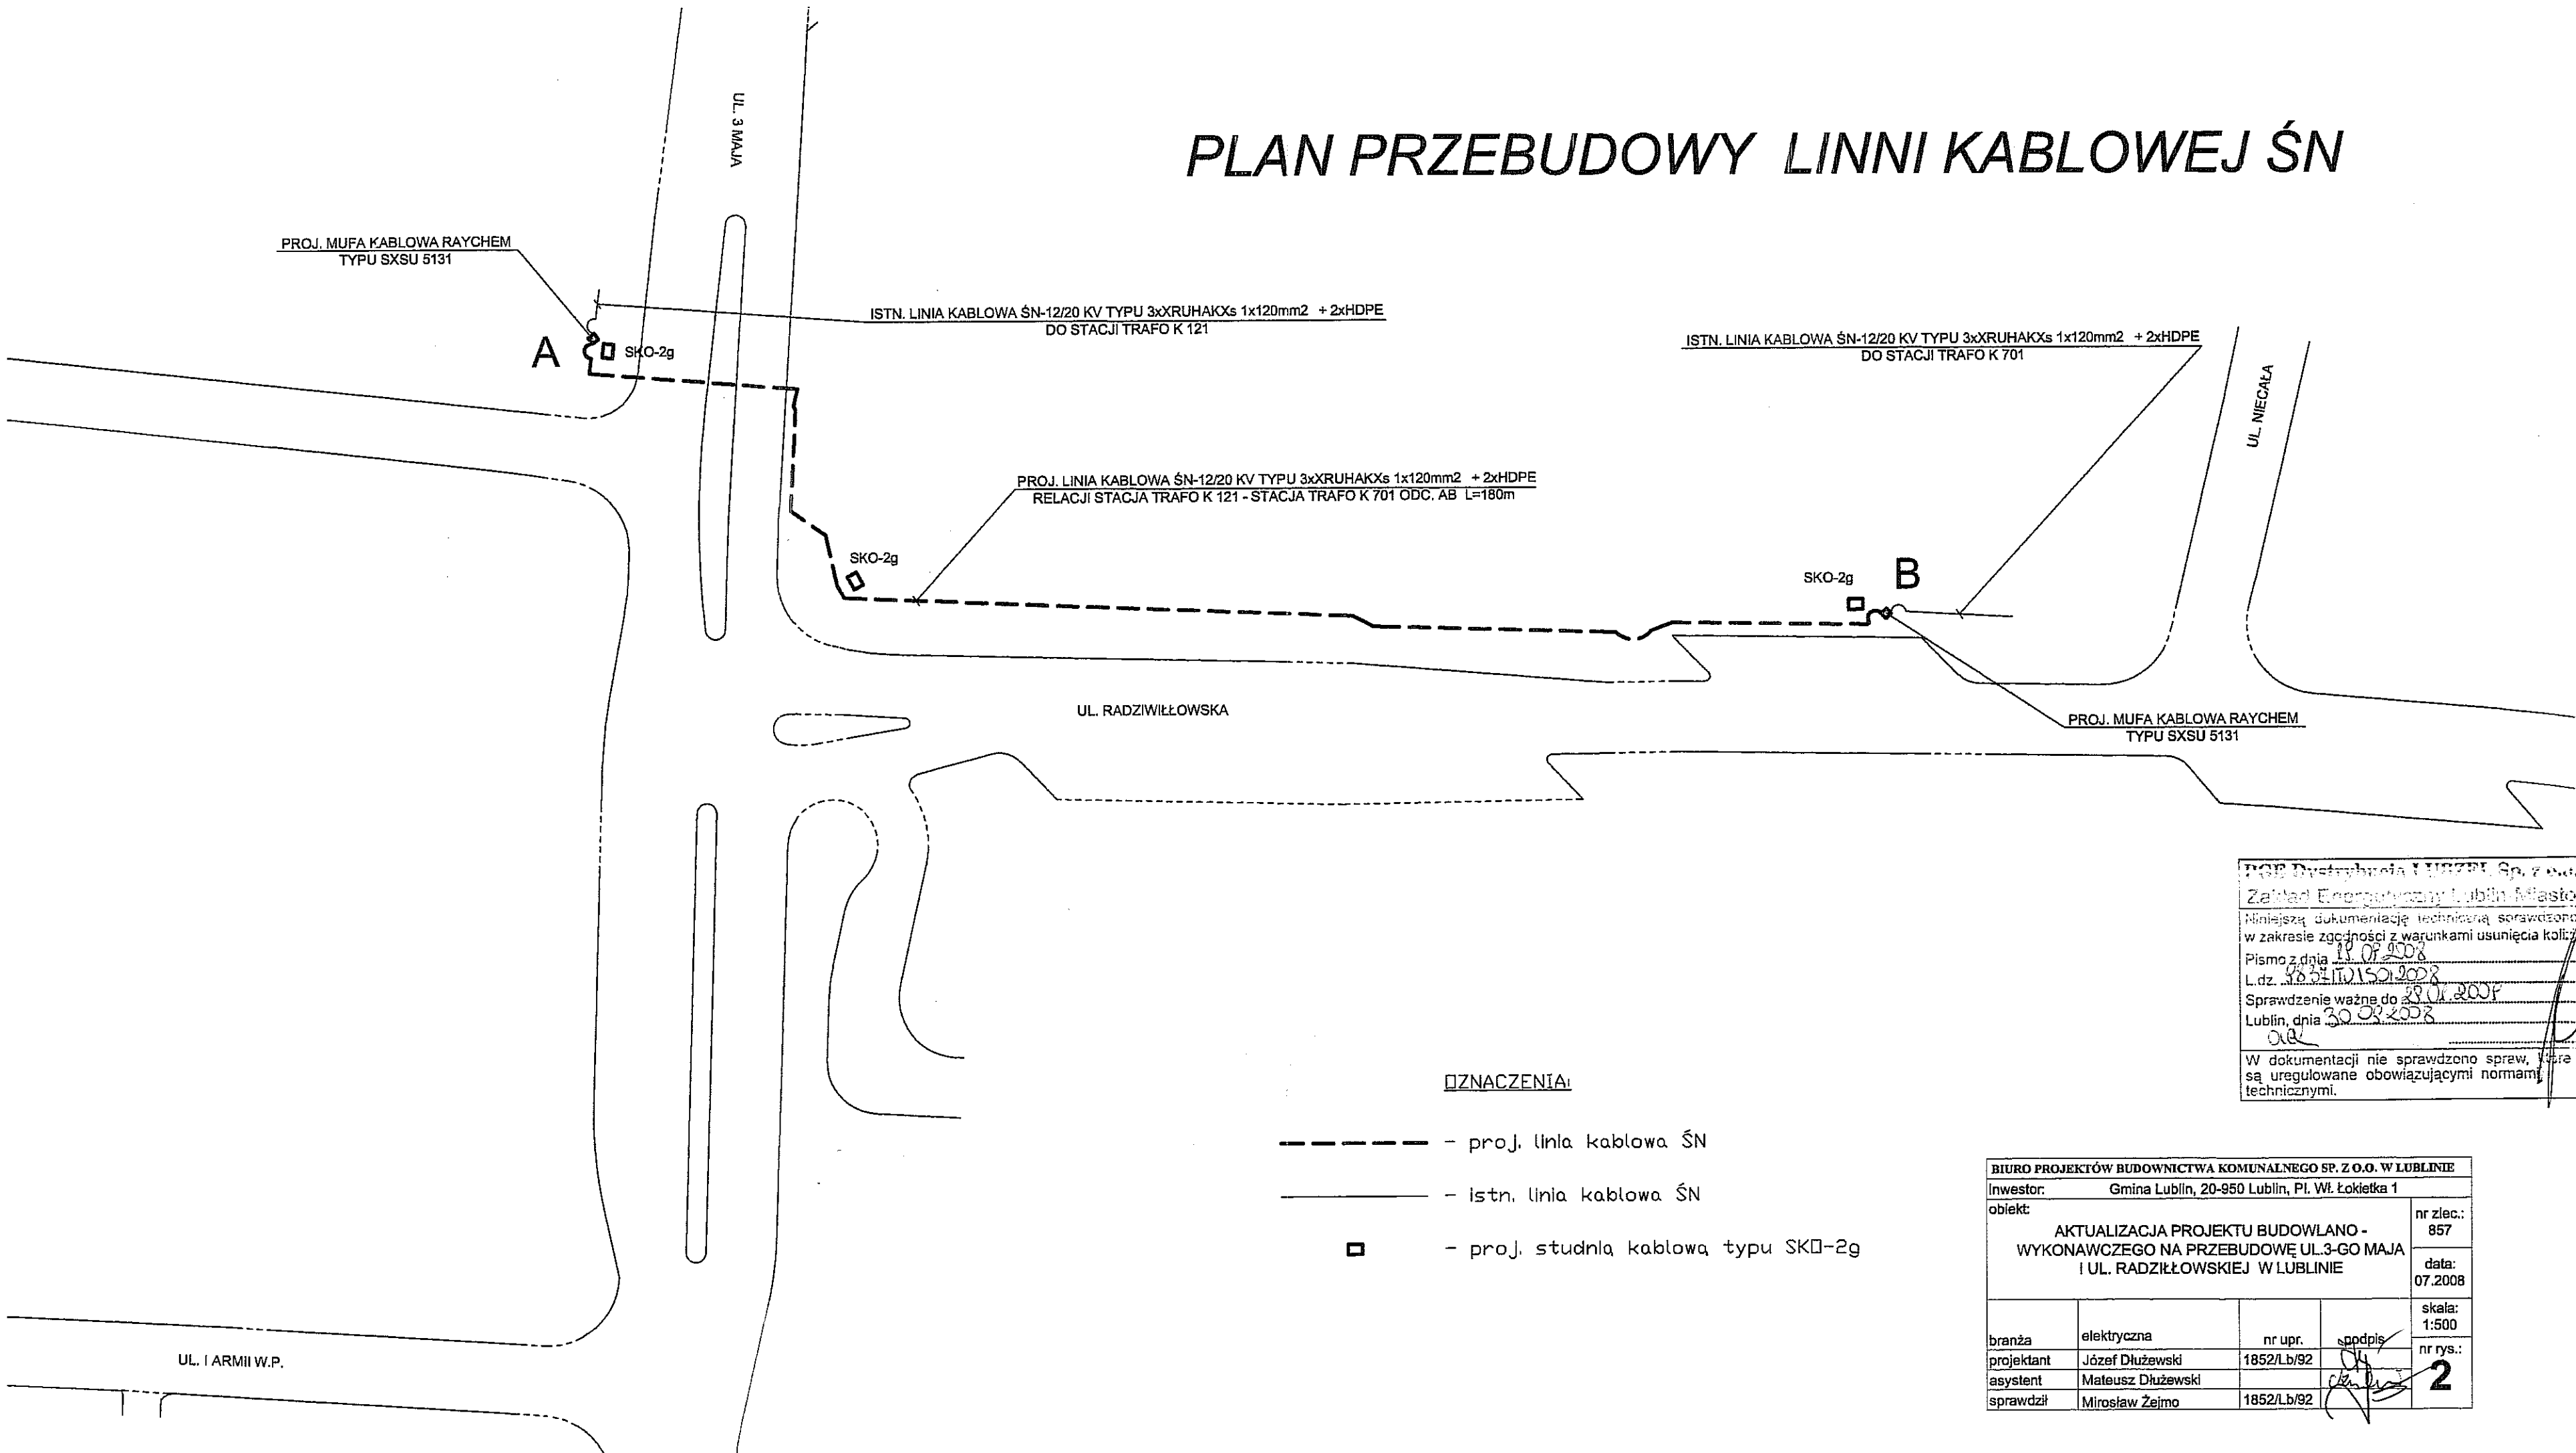 PLAN PRZEBUDOWY LINNI KABLOWEJ ŚN
UL. 3 MAJA
PROJ. MUFA KABLOWA RAYCHEM
TYPU SXSU 5131
ISTN. LINIA KABLOWA ŚN-12/20 KV TYPU 3xXRUHAKXs 1x120mm2 + 2xHDPE
DO STACJI TRAFO K 121
A
SKO-2g
ISTN. LINIA KABLOWA ŚN-12/20 KV TYPU 3xXRUHAKXs 1x120mm2 + 2xHDPE
DO STACJI TRAFO K 701
UL. NIECAŁA
PROJ. LINIA KABLOWA ŚN-12/20 KV TYPU 3xXRUHAKXs 1x120mm2 + 2xHDPE
RELACJI STACJA TRAFO K 121 - STACJA TRAFO K 701 ODC. AB L=180m
SKO-2g
SKO-2g
B
UL. RADZIWIŁŁOWSKA
PROJ. MUFA KABLOWA RAYCHEM
TYPU SXSU 5131
PGE Dystrybucja LUBZEL Sp. z o.o.
Zakład Energetyczny Lublin Miasto
Niniejszą dokumentację techniczną sprawdzono
w zakresie zgodności z warunkami usunięcia
Pismo z dnia
L.dz.
Sprawdzenie ważne do
Lublin, dnia
W dokumentacji nie sprawdzono spraw, które
są uregulowane obowiązującymi normami
technicznymi.
OZNACZENIA:
- proj. linia kablowa ŚN
- istn. linia kablowa ŚN
- proj. studnia kablowa typu SKO-2g
UL. I ARMII W.P.
BIURO PROJEKTÓW BUDOWNICTWA KOMUNALNEGO SP. Z O.O. W LUBLINIE
Inwestor: Gmina Lublin, 20-950 Lublin, Pl. Wł. Łokietka 1
obiekt:
AKTUALIZACJA PROJEKTU BUDOWLANO -
WYKONAWCZEGO NA PRZEBUDOWĘ UL.3-GO MAJA
I UL. RADZIŁŁOWSKIEJ W LUBLINIE
nr zlec.:
857
data:
07.2008
skala:
1:500
nr rys.:
2
branża elektryczna nr upr. podpis
projektant Józef Dłużewski 1852/Lb/92
asystent Mateusz Dłużewski
sprawdził Mirosław Żejmo 1852/Lb/92